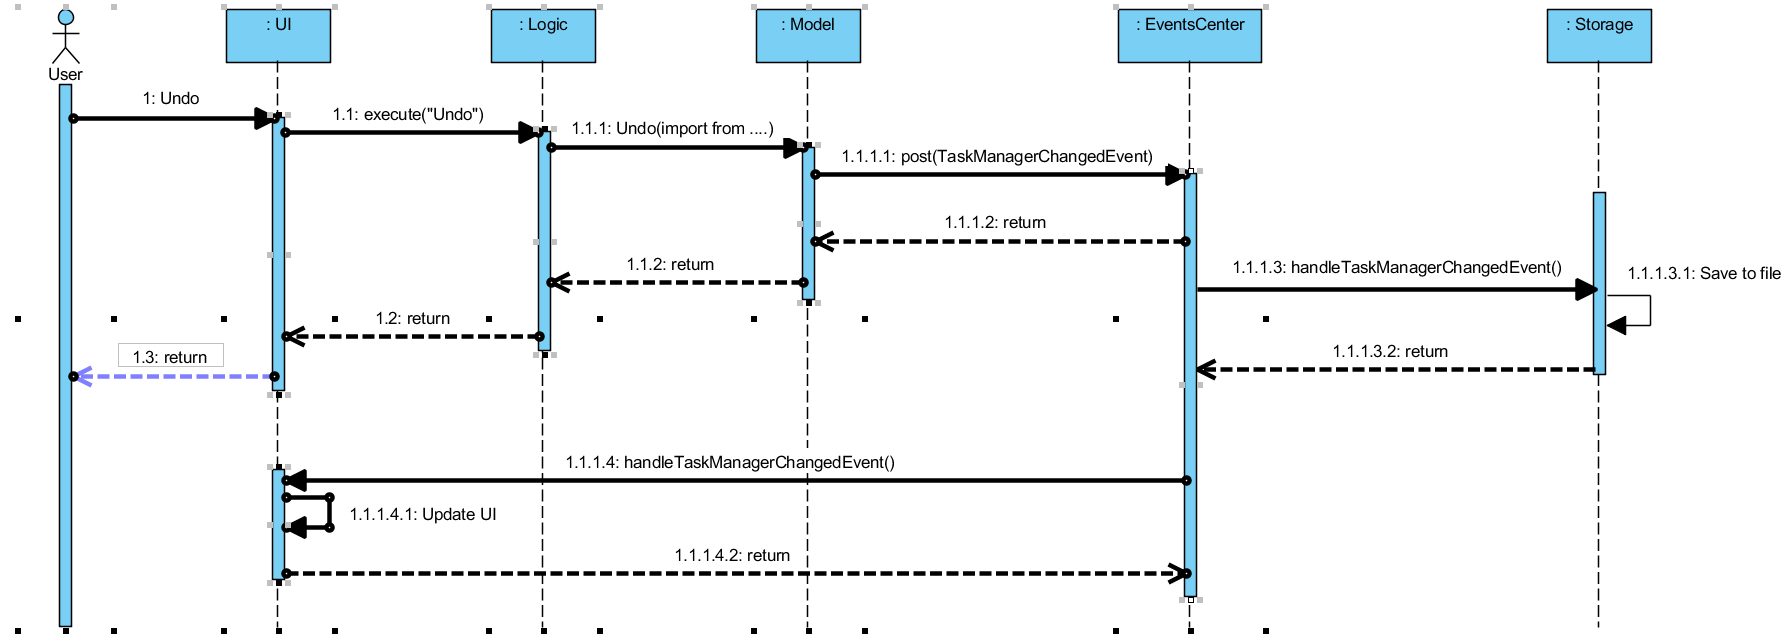 : UI
: Logic
: Model
: EventsCenter
: Storage
User
1: Undo
1.1: execute("Undo")
1.1.1: Undo(import from ....)
1.1.1.1: post(TaskManagerChangedEvent)
1.1.1.2: return
1.1.2: return
1.1.1.3: handleTaskManagerChangedEvent()
1.1.1.3.1: Save to file
1.2: return
1.3: return
1.1.1.3.2: return
1.1.1.4: handleTaskManagerChangedEvent()
1.1.1.4.1: Update UI
1.1.1.4.2: return